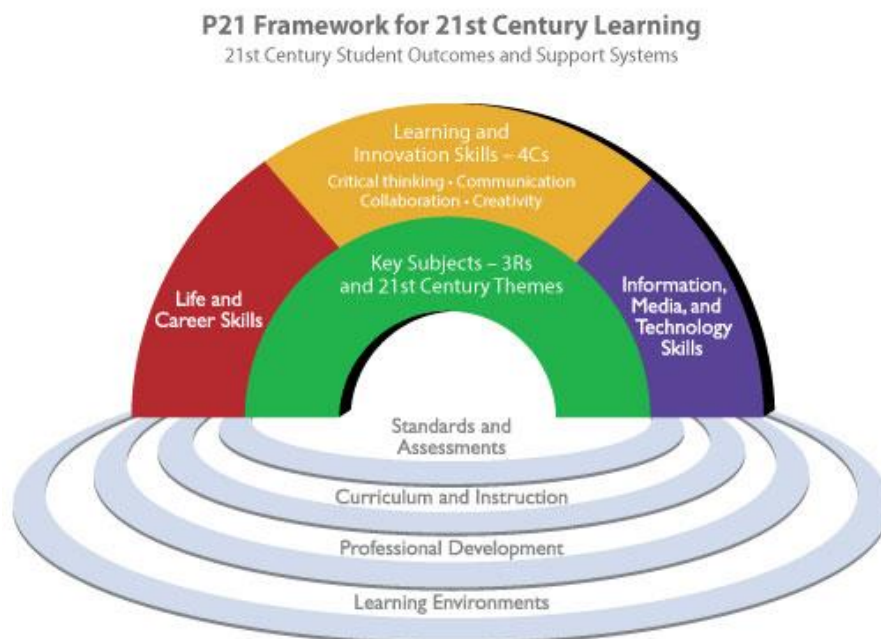 P21 Framework for 21st Century Learning
21st Century Student Outcomes and Support Systems
Learning and
Innovation Skills – 4Cs
Critical thinking • Communication
Collaboration • Creativity
Key Subjects – 3Rs
and 21st Century Themes
Life and
Career Skills
Information,
Media, and
Technology
Skills
Standards and
Assessments
Curriculum and Instruction
Professional Development
Learning Environments